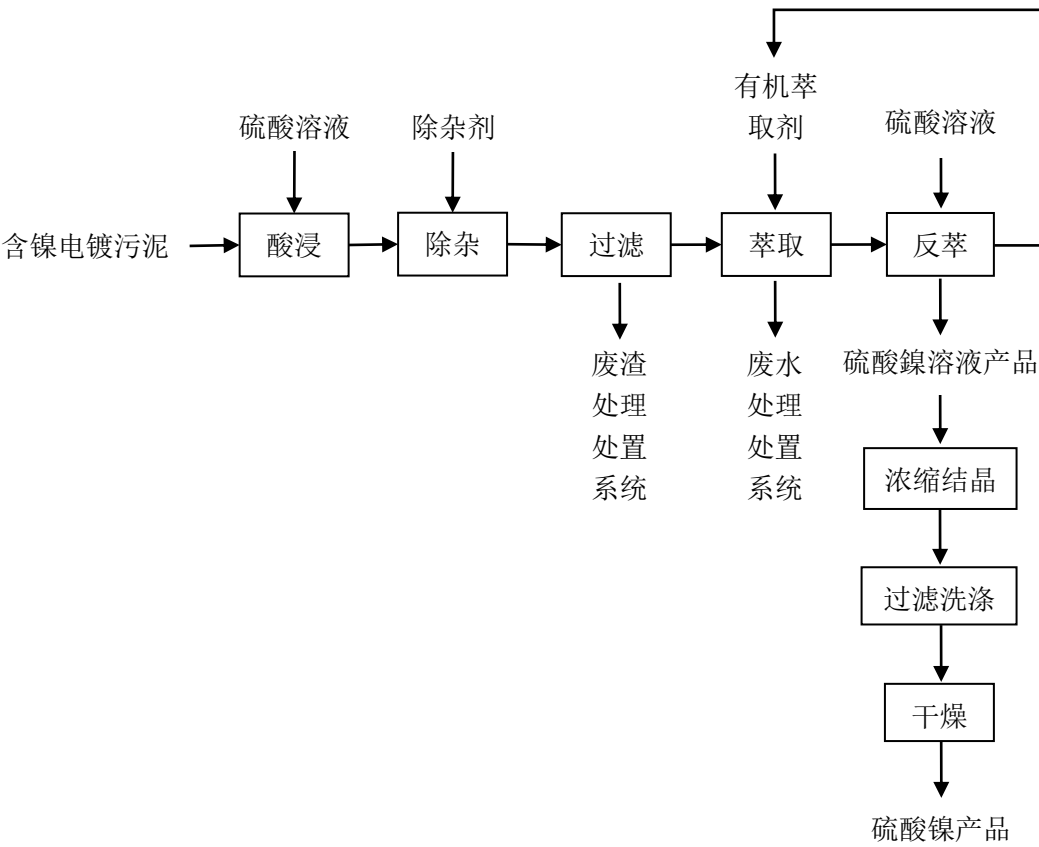 有机萃
取剂
硫酸溶液
除杂剂
硫酸溶液
含镍电镀污泥
酸浸
除杂
过滤
萃取
反萃
废渣
处理
处置
系统
废水
处理
处置
系统
硫酸鎳溶液产品
浓缩结晶
过滤洗涤
干燥
硫酸镍产品